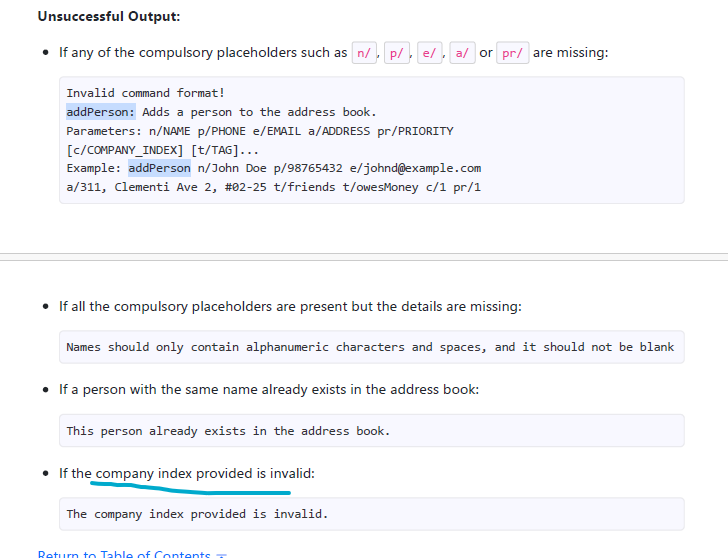 Unsuccessful Output:
If any of the compulsory placeholders such as n/, p/, e/, a/ or pr/ are missing:
Invalid command format!
addPerson: Adds a person to the address book.
Parameters: n/NAME p/PHONE e/EMAIL a/ADDRESS pr/PRIORITY
[c/COMPANY_INDEX] [t/TAG]...
Example: addPerson n/John Doe p/98765432 e/johnd@example.com
a/311, Clementi Ave 2, #02-25 t/friends t/owesMoney c/1 pr/1
If all the compulsory placeholders are present but the details are missing:
Names should only contain alphanumeric characters and spaces, and it should not be blank
If a person with the same name already exists in the address book:
This person already exists in the address book.
If the company index provided is invalid:
The company index provided is invalid.
Return to Table of Contents